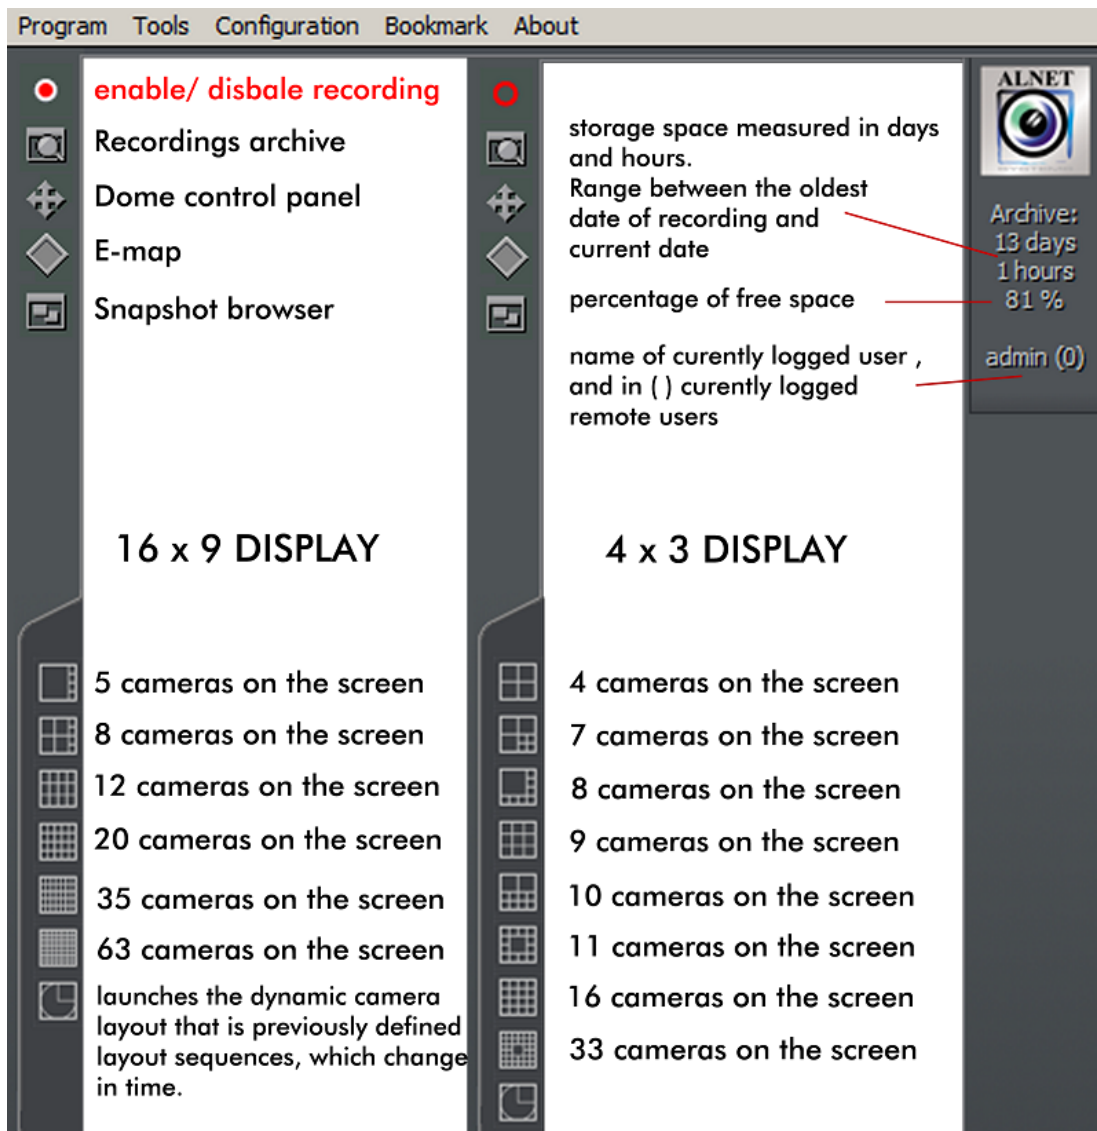 Program Tools Configuration Bookmark About
enable/ disbale recording
Recordings archive
Dome control panel
E-map
Snapshot browser
16 x 9 DISPLAY
5 cameras on the screen
8 cameras on the screen
12 cameras on the screen
20 cameras on the screen
35 cameras on the screen
63 cameras on the screen
launches the dynamic camera
layout that is previously defined
layout sequences, which change
in time.
storage space measured in days
and hours.
Range between the oldest
date of recording and
current date
percentage of free space
name of curently logged user ,
and in ( ) curently logged
remote users
4 x 3 DISPLAY
4 cameras on the screen
7 cameras on the screen
8 cameras on the screen
9 cameras on the screen
10 cameras on the screen
11 cameras on the screen
16 cameras on the screen
33 cameras on the screen
ALNET
Archive:
13 days
1 hours
81 %
admin (0)